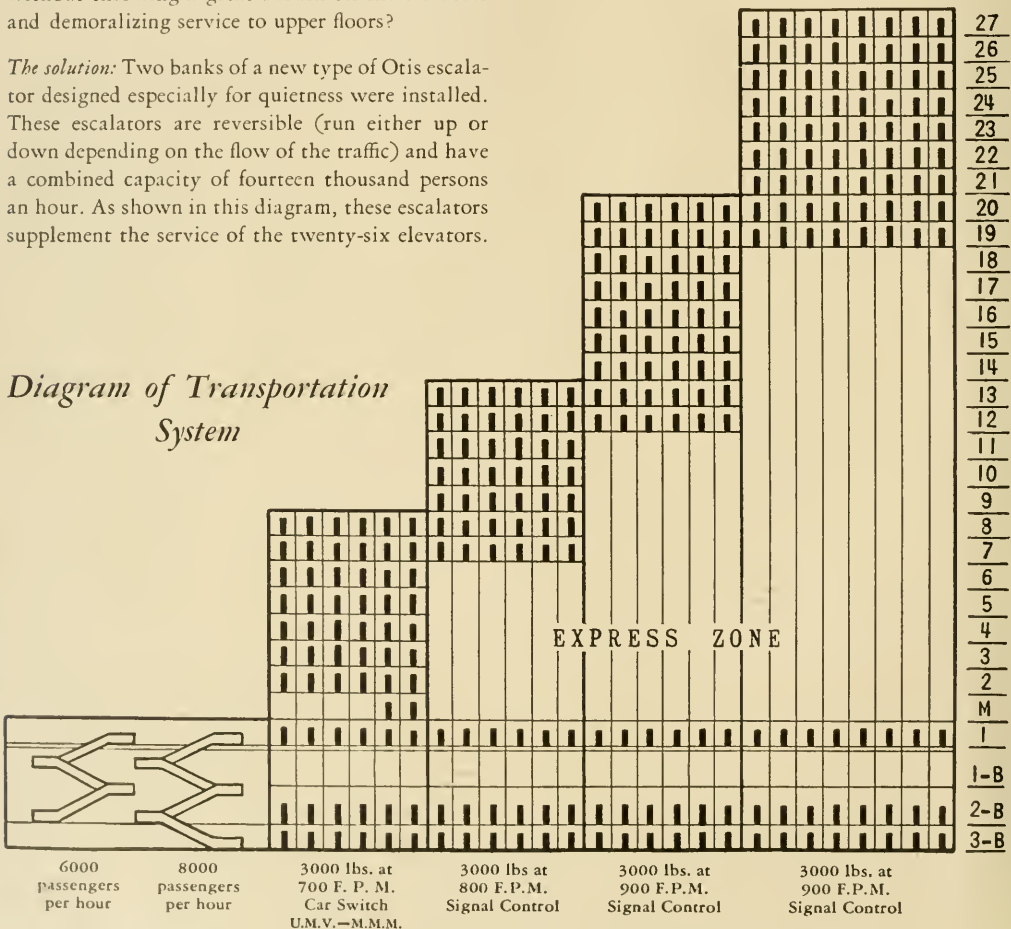 and demoralizing service to upper floors?
The solution: Two banks of a new type of Otis escala-
tor designed especially for quietness were installed.
These escalators are reversible (run either up or
down depending on the flow of the traffic) and have
a combined capacity of fourteen thousand persons
an hour. As shown in this diagram, these escalators
supplement the service of the twenty-six elevators.
Diagram of Transportation
System
27
26
25
24
23
22
21
20
19
18
17
16
15
14
13
12
11
10
9
8
7
6
5
4
3
2
M
1
1-B
2-B
3-B
EXPRESS ZONE
6000
passengers
per hour
8000
passengers
per hour
3000 lbs. at
700 F. P. M.
Car Switch
U.M.V.—M.M.M.
3000 lbs at
800 F.P.M.
Signal Control
3000 lbs. at
900 F.P.M.
Signal Control
3000 lbs. at
900 F.P.M.
Signal Control